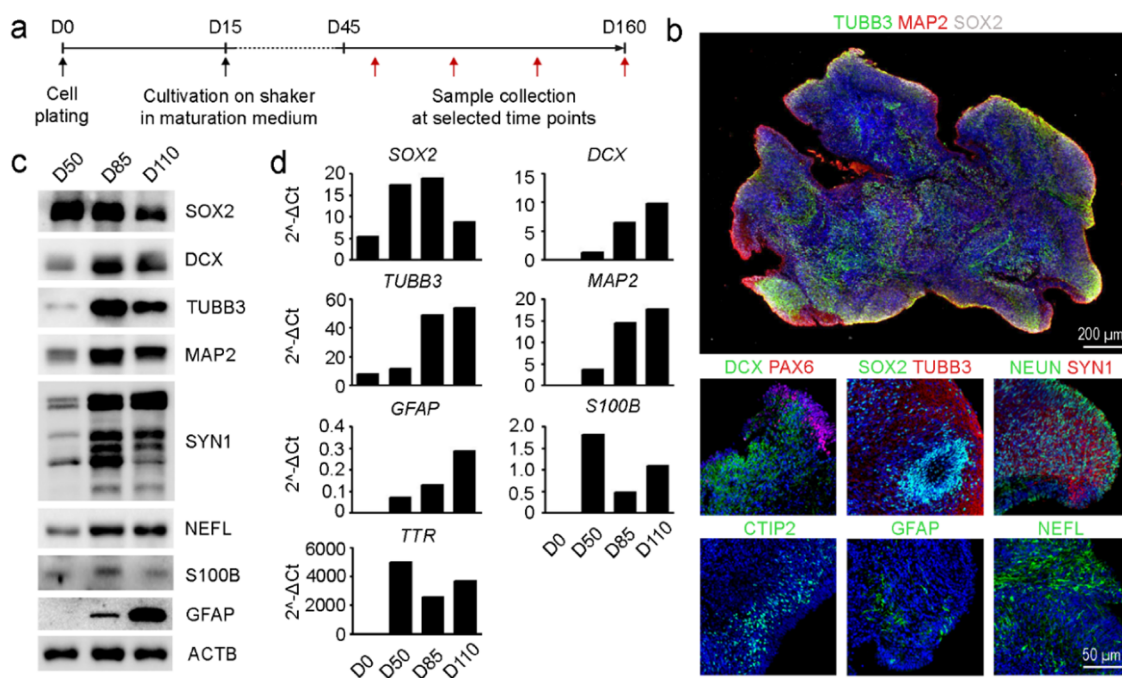 a
D0 D15 D45 D160
Cell
plating
Cultivation on shaker
in maturation medium
Sample collection
at selected time points
b
TUBB3 MAP2 SOX2
200 µm
DCX PAX6
SOX2 TUBB3
NEUN SYN1
CTIP2
GFAP
NEFL
50 µm
c
D50 D85 D110
SOX2
DCX
TUBB3
MAP2
SYN1
NEFL
S100B
GFAP
ACTB
d
SOX2
2^-ΔCt
20
15
10
5
0
DCX
15
10
5
0
TUBB3
2^-ΔCt
60
40
20
0
MAP2
20
15
10
5
0
GFAP
2^-ΔCt
0.4
0.3
0.2
0.1
0
S100B
2.0
1.5
1.0
0.5
0.0
D0 D50 D85 D110
TTR
2^-ΔCt
6000
4000
2000
0
D0 D50 D85 D110